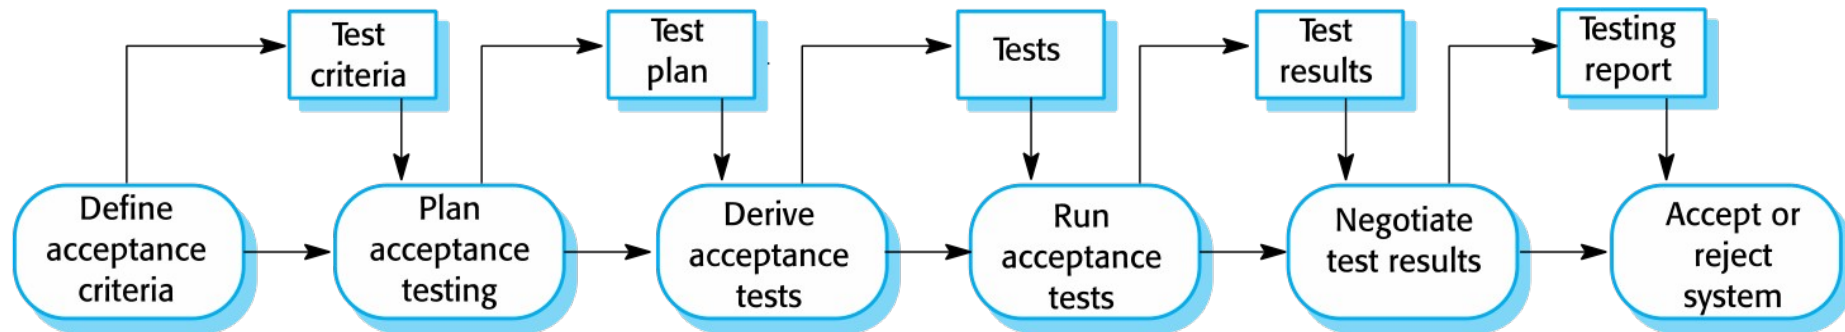 Test
criteria
Test
plan
Tests
Test
results
Testing
report
Define
acceptance
criteria
Plan
acceptance
testing
Derive
acceptance
tests
Run
acceptance
tests
Negotiate
test results
Accept or
reject
system